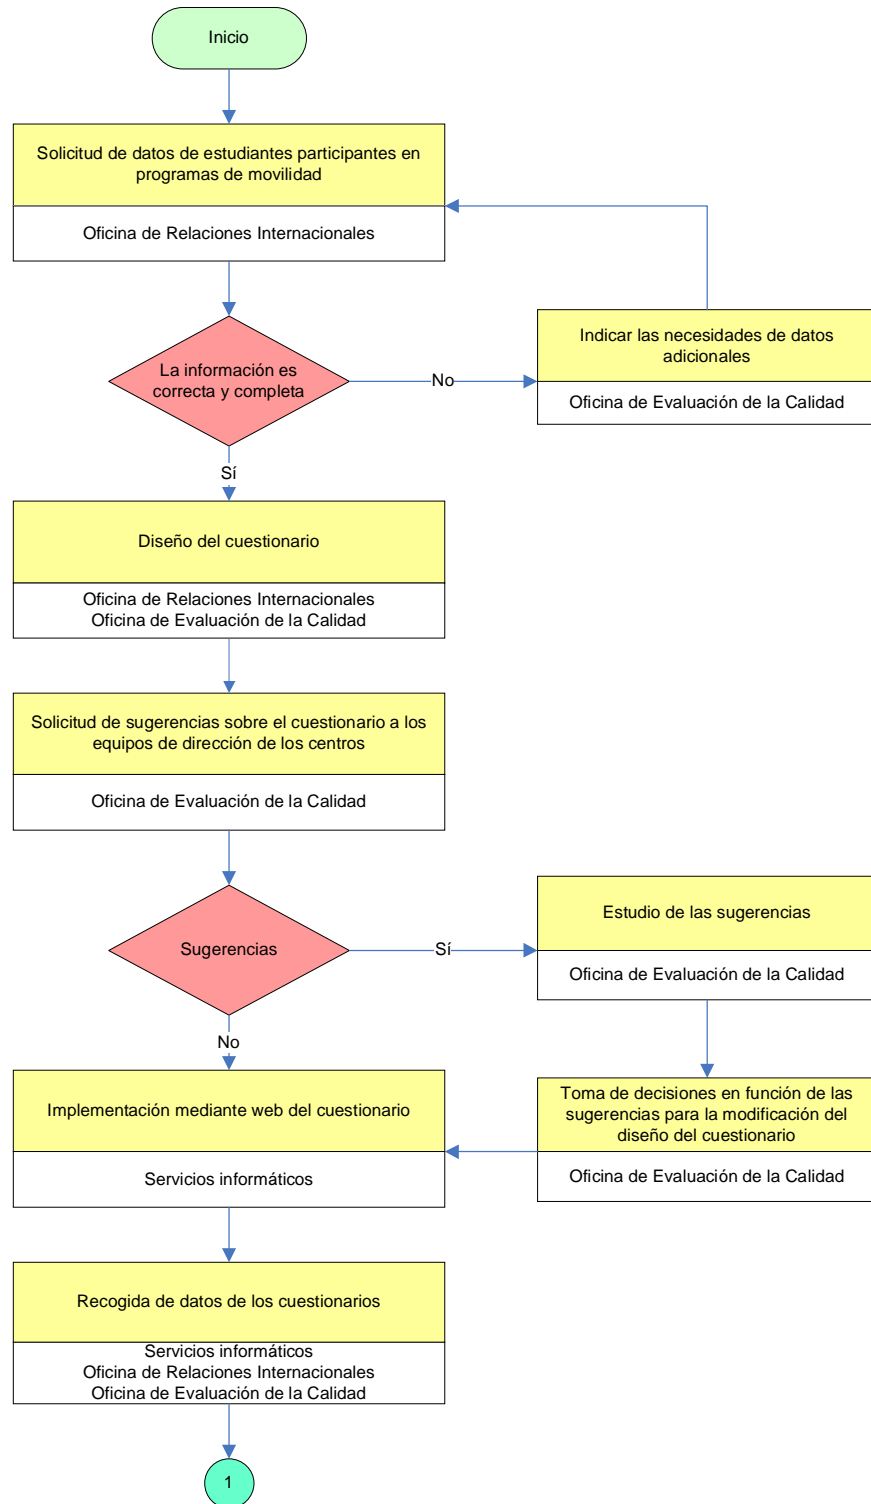 Inicio
Solicitud de datos de estudiantes participantes en
programas de movilidad
Oficina de Relaciones Internacionales
La información es
correcta y completa
No
Indicar las necesidades de datos
adicionales
Oficina de Evaluación de la Calidad
Sí
Diseño del cuestionario
Oficina de Relaciones Internacionales
Oficina de Evaluación de la Calidad
Solicitud de sugerencias sobre el cuestionario a los
equipos de dirección de los centros
Oficina de Evaluación de la Calidad
Sugerencias
Sí
Estudio de las sugerencias
Oficina de Evaluación de la Calidad
No
Toma de decisiones en función de las
sugerencias para la modificación del
diseño del cuestionario
Oficina de Evaluación de la Calidad
Implementación mediante web del cuestionario
Servicios informáticos
Recogida de datos de los cuestionarios
Servicios informáticos
Oficina de Relaciones Internacionales
Oficina de Evaluación de la Calidad
1